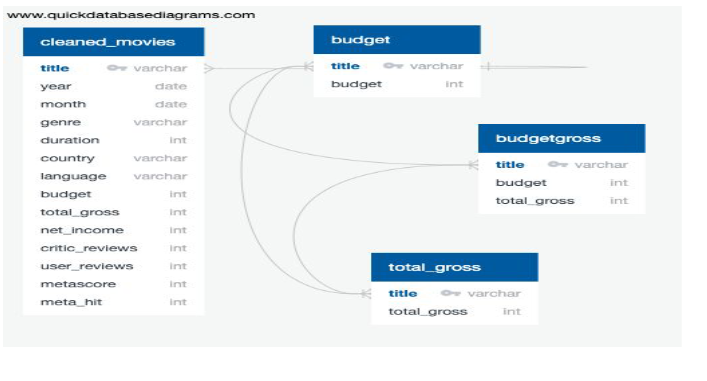 www.quickdatabasediagrams.com
cleaned_movies
title varchar
year date
month date
genre varchar
duration int
country varchar
language varchar
budget int
total_gross int
net_income int
critic_reviews int
user_reviews int
metascore int
meta_hit int
budget
title varchar
budget int
budgetgross
title varchar
budget int
total_gross int
total_gross
title varchar
total_gross int